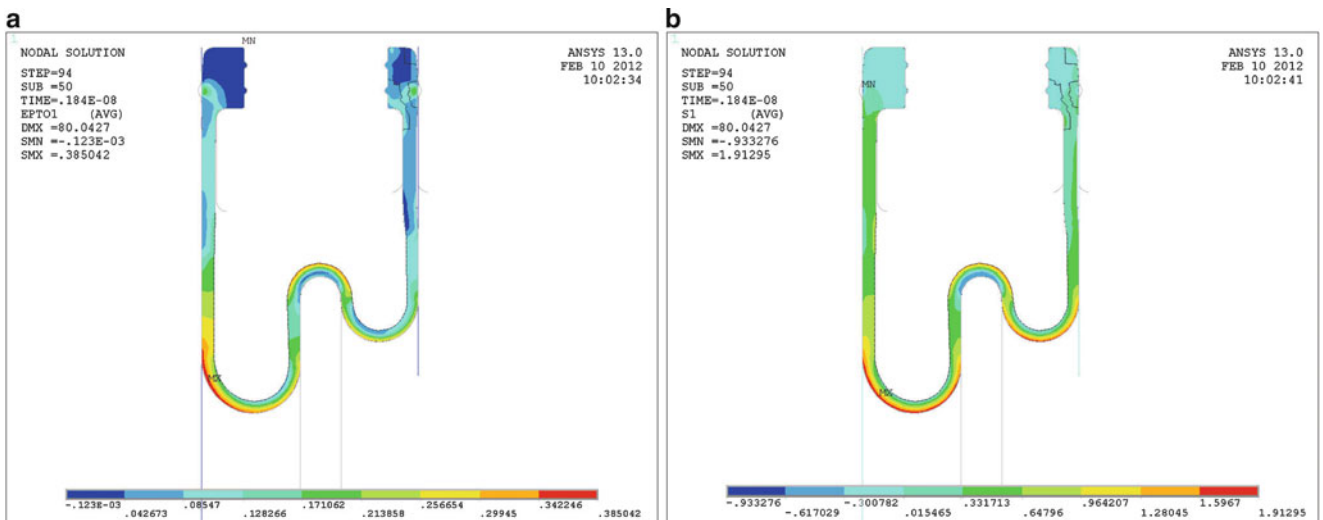 a
1
NODAL SOLUTION
STEP=94
SUB =50
TIME=.184E-08
EPTO1 (AVG)
DMX =80.0427
SMN =-.123E-03
SMX =.385042
MN
ANSYS 13.0
FEB 10 2012
10:02:34
MX
-.123E-03 .08547 .171062 .256654 .342246
.042673 .128266 .213858 .29945 .385042
b
1
NODAL SOLUTION
STEP=94
SUB =50
TIME=.184E-08
S1 (AVG)
DMX =80.0427
SMN =-.933276
SMX =1.91295
ANSYS 13.0
FEB 10 2012
10:02:41
MN
MX
-.933276 -.300782 .331713 .964207 1.5967
-.617029 .015465 .64796 1.28045 1.91295